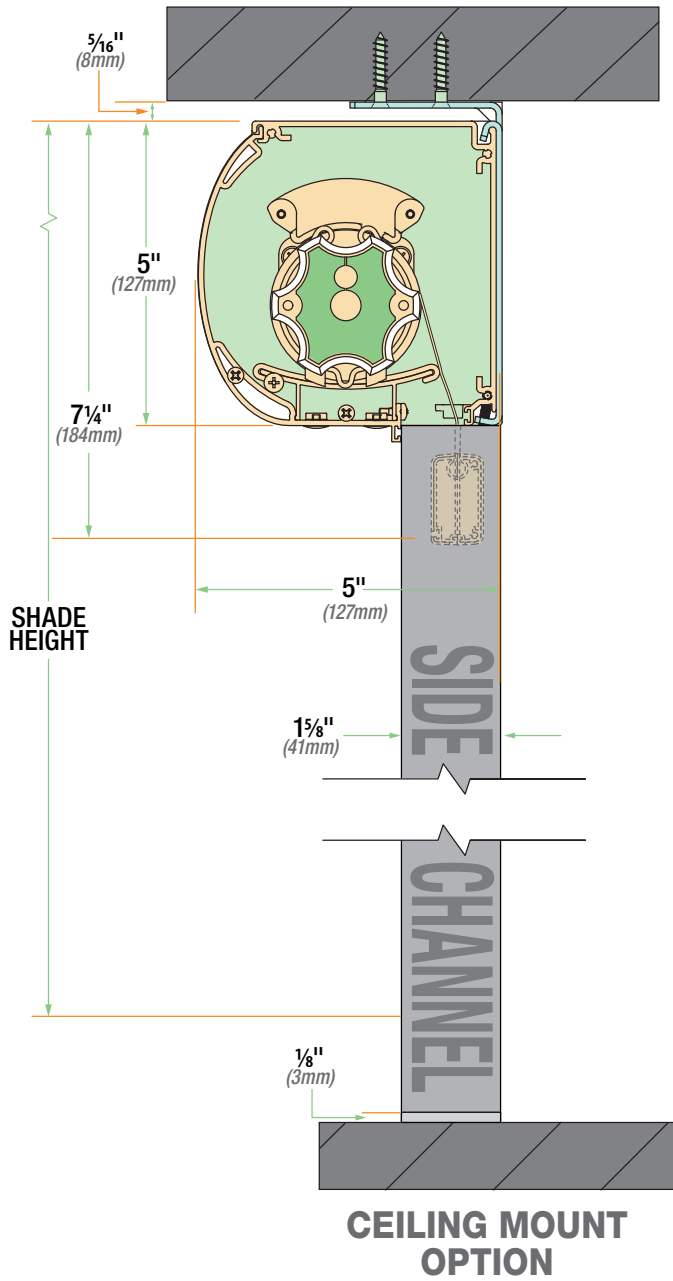 5/16"
(8mm)
5"
(127mm)
7¼"
(184mm)
5"
(127mm)
SHADE
HEIGHT
SIDE
1⅝"
(41mm)
CHANNEL
⅛"
(3mm)
CEILING MOUNT
OPTION